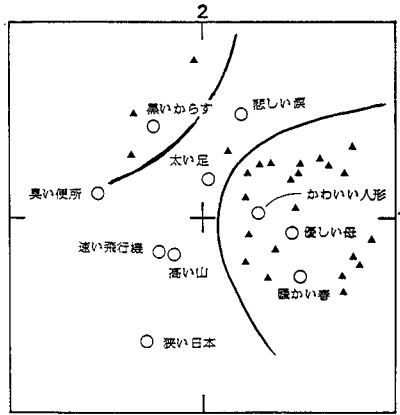 2
黒いからす
悲しい涙
太い足
臭い便所
かわいい人形
1
優しい母
速い飛行機
高い山
暖かい春
狭い日本